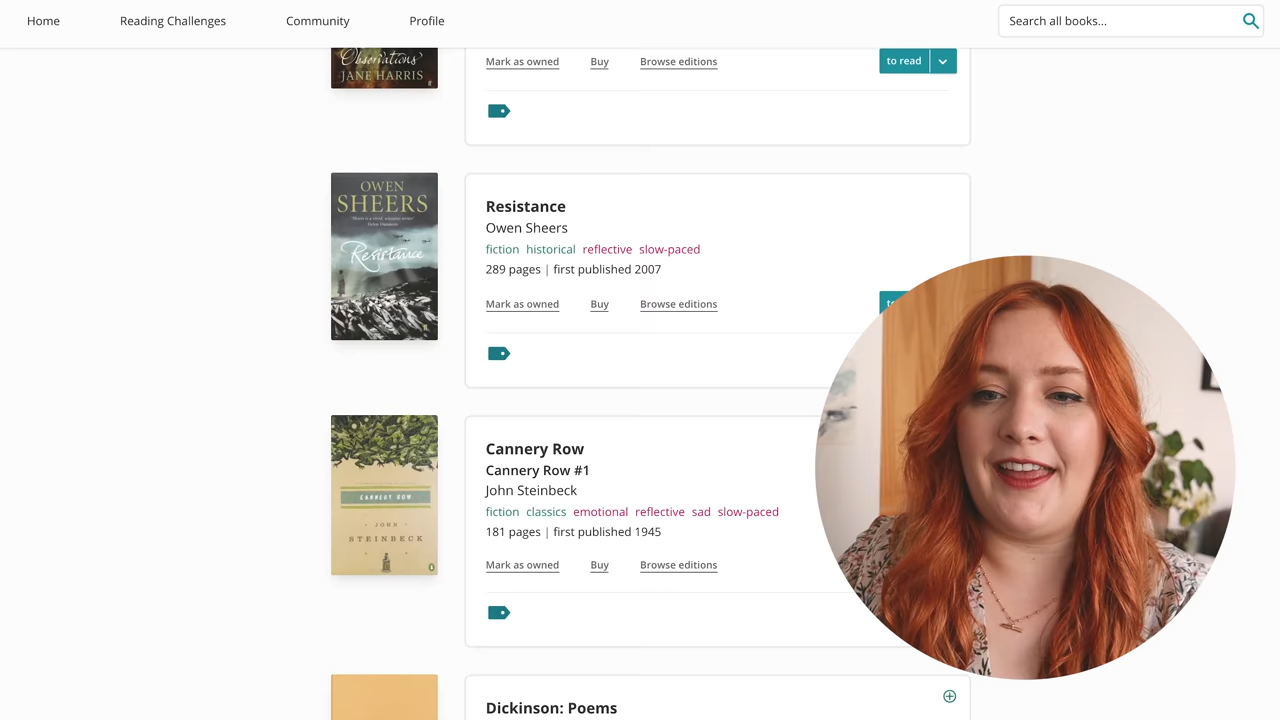 Home Reading Challenges Community Profile Search all books...
Observations
JANE HARRIS
Mark as owned Buy Browse editions to read
OWEN
SHEERS
Resistance
Resistance
Owen Sheers
fiction historical reflective slow-paced
289 pages | first published 2007
Mark as owned Buy Browse editions
CANNERY ROW
JOHN
STEINBECK
Cannery Row
Cannery Row #1
John Steinbeck
fiction classics emotional reflective sad slow-paced
181 pages | first published 1945
Mark as owned Buy Browse editions
Dickinson: Poems